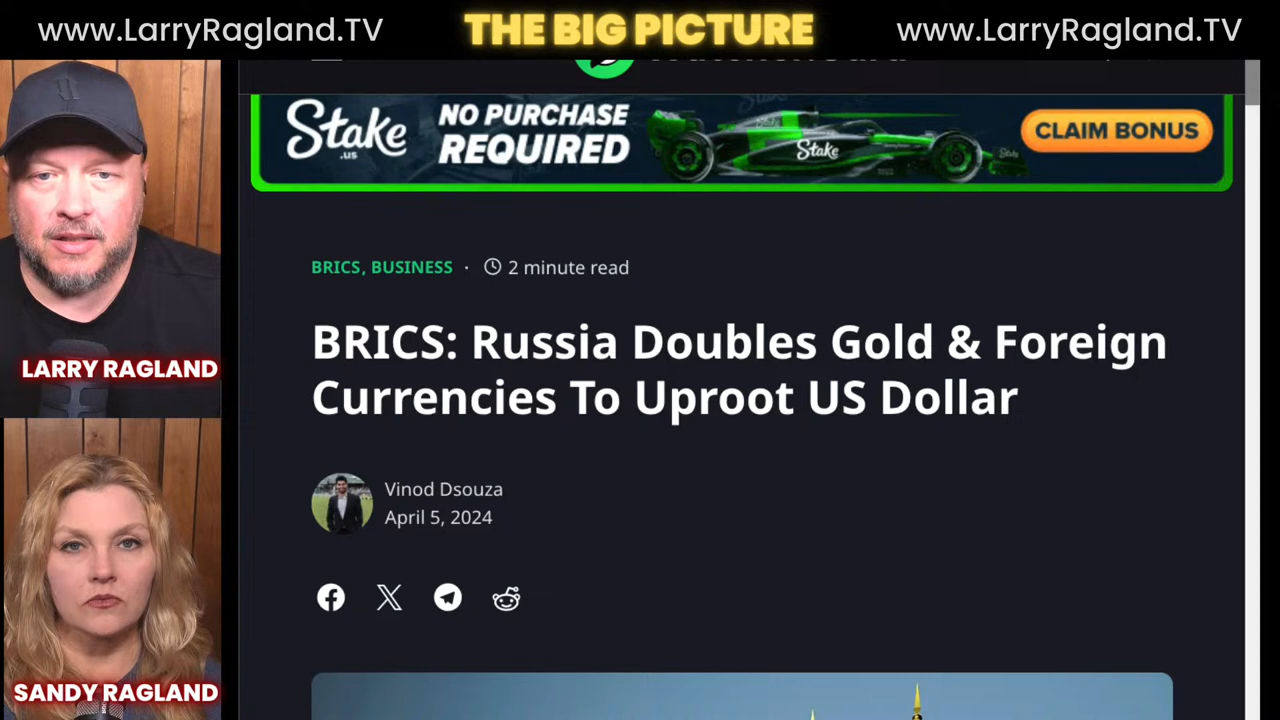 www.LarryRagland.TV
THE BIG PICTURE
www.LarryRagland.TV
Stake
.us
NO PURCHASE
REQUIRED
Stake
Stake
CLAIM BONUS
BRICS, BUSINESS · 2 minute read
BRICS: Russia Doubles Gold & Foreign
Currencies To Uproot US Dollar
Vinod Dsouza
April 5, 2024
LARRY RAGLAND
SANDY RAGLAND